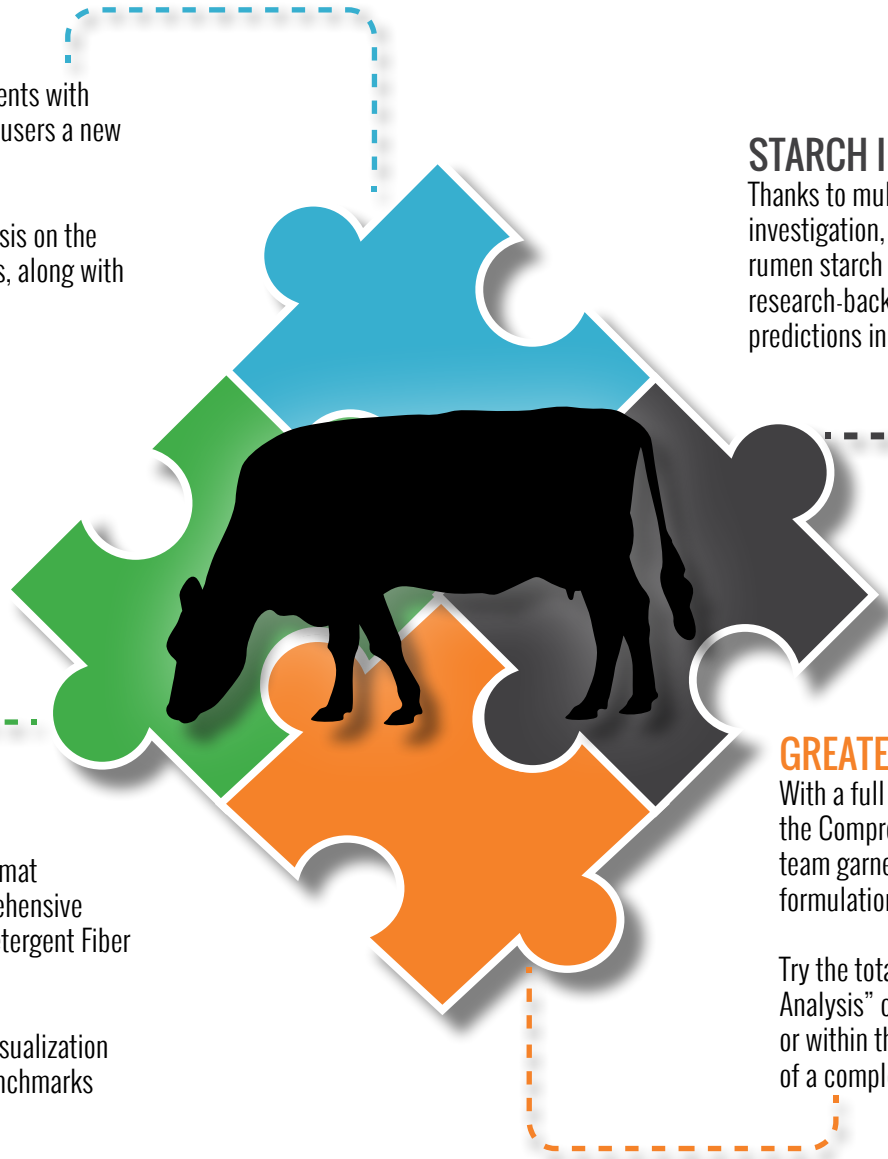 ents with
users a new
sis on the
s, along with
STARCH I
Thanks to mul
investigation,
rumen starch
research-back
predictions in
mat
ehensive
etergent Fiber
sualization
nchmarks
GREATE
With a full
the Compre
team garne
formulation
Try the tota
Analysis” o
or within th
of a compl